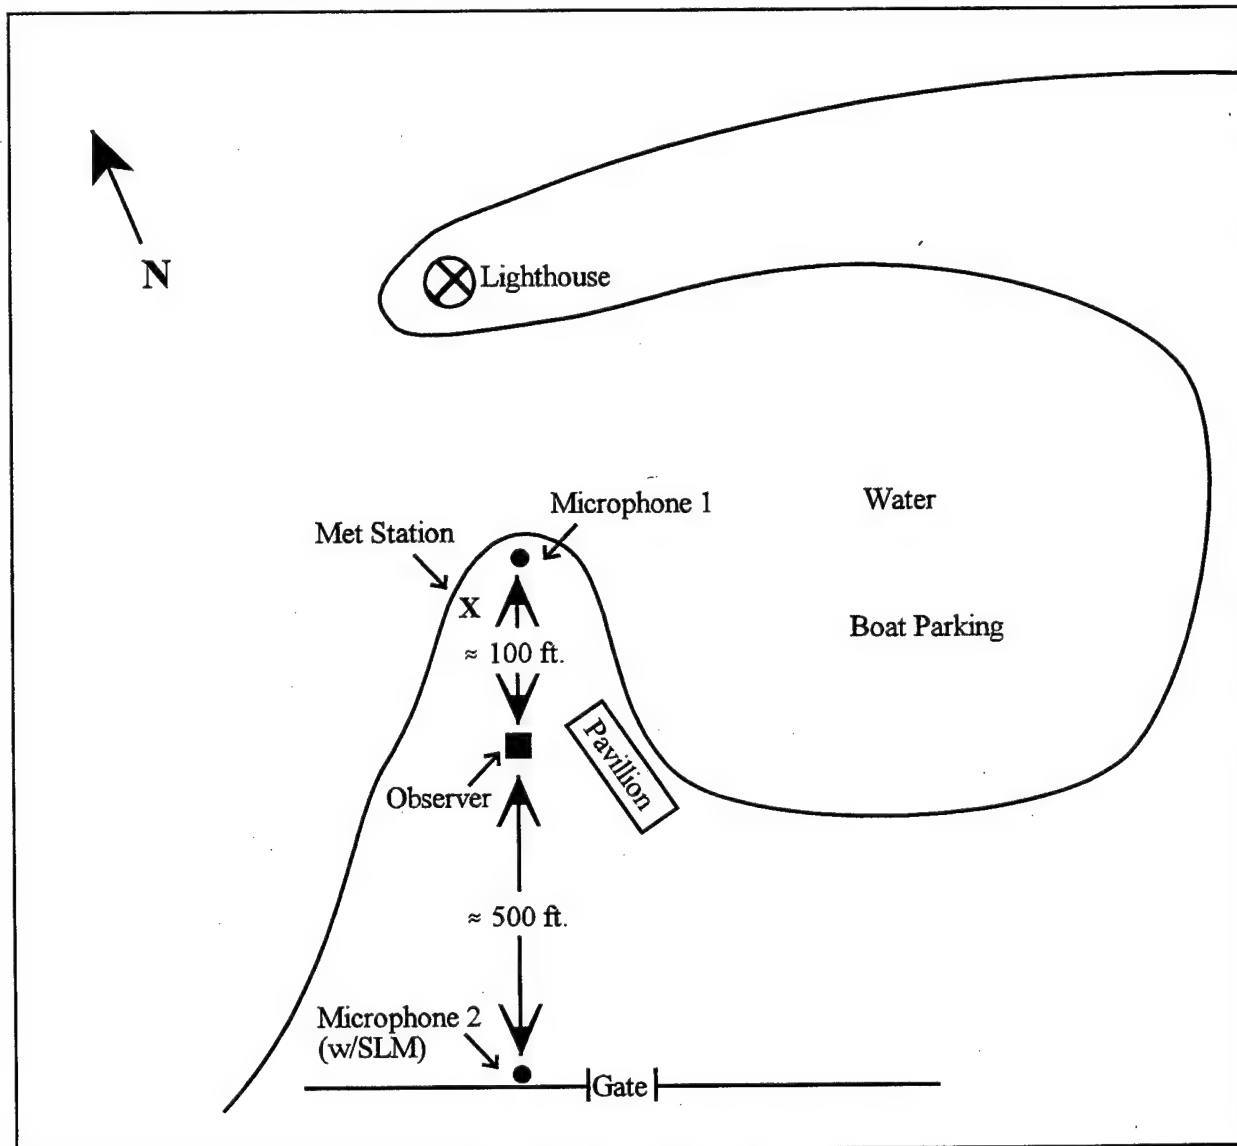 N
Lighthouse
Microphone 1
Met Station
Water
X
≈ 100 ft.
Boat Parking
Pavillion
Observer
≈ 500 ft.
Microphone 2
(w/SLM)
Gate